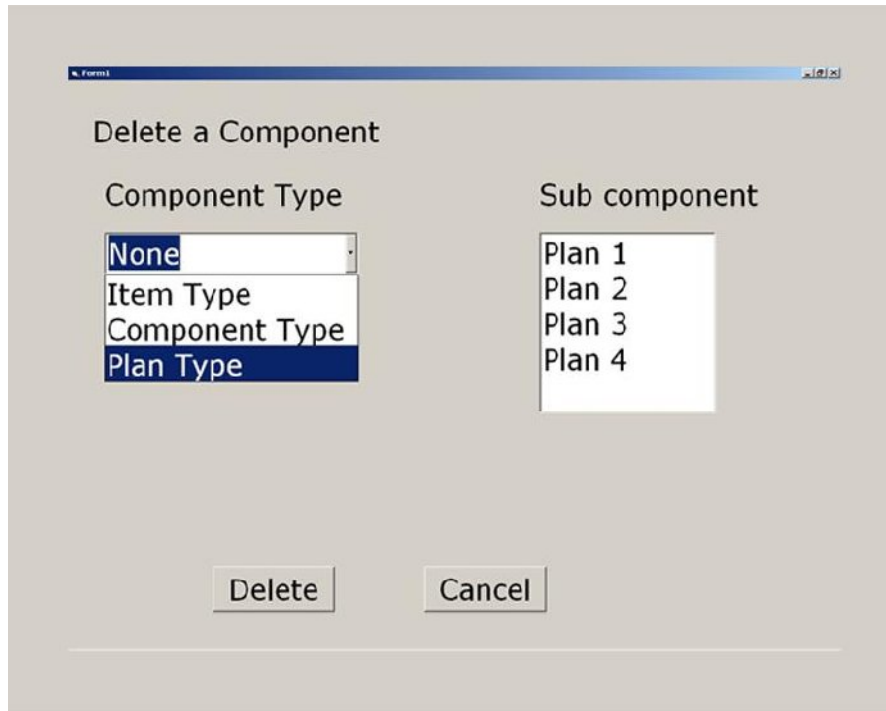 Form1
Delete a Component
Component Type
Sub component
None
Item Type
Component Type
Plan Type
Plan 1
Plan 2
Plan 3
Plan 4
Delete
Cancel